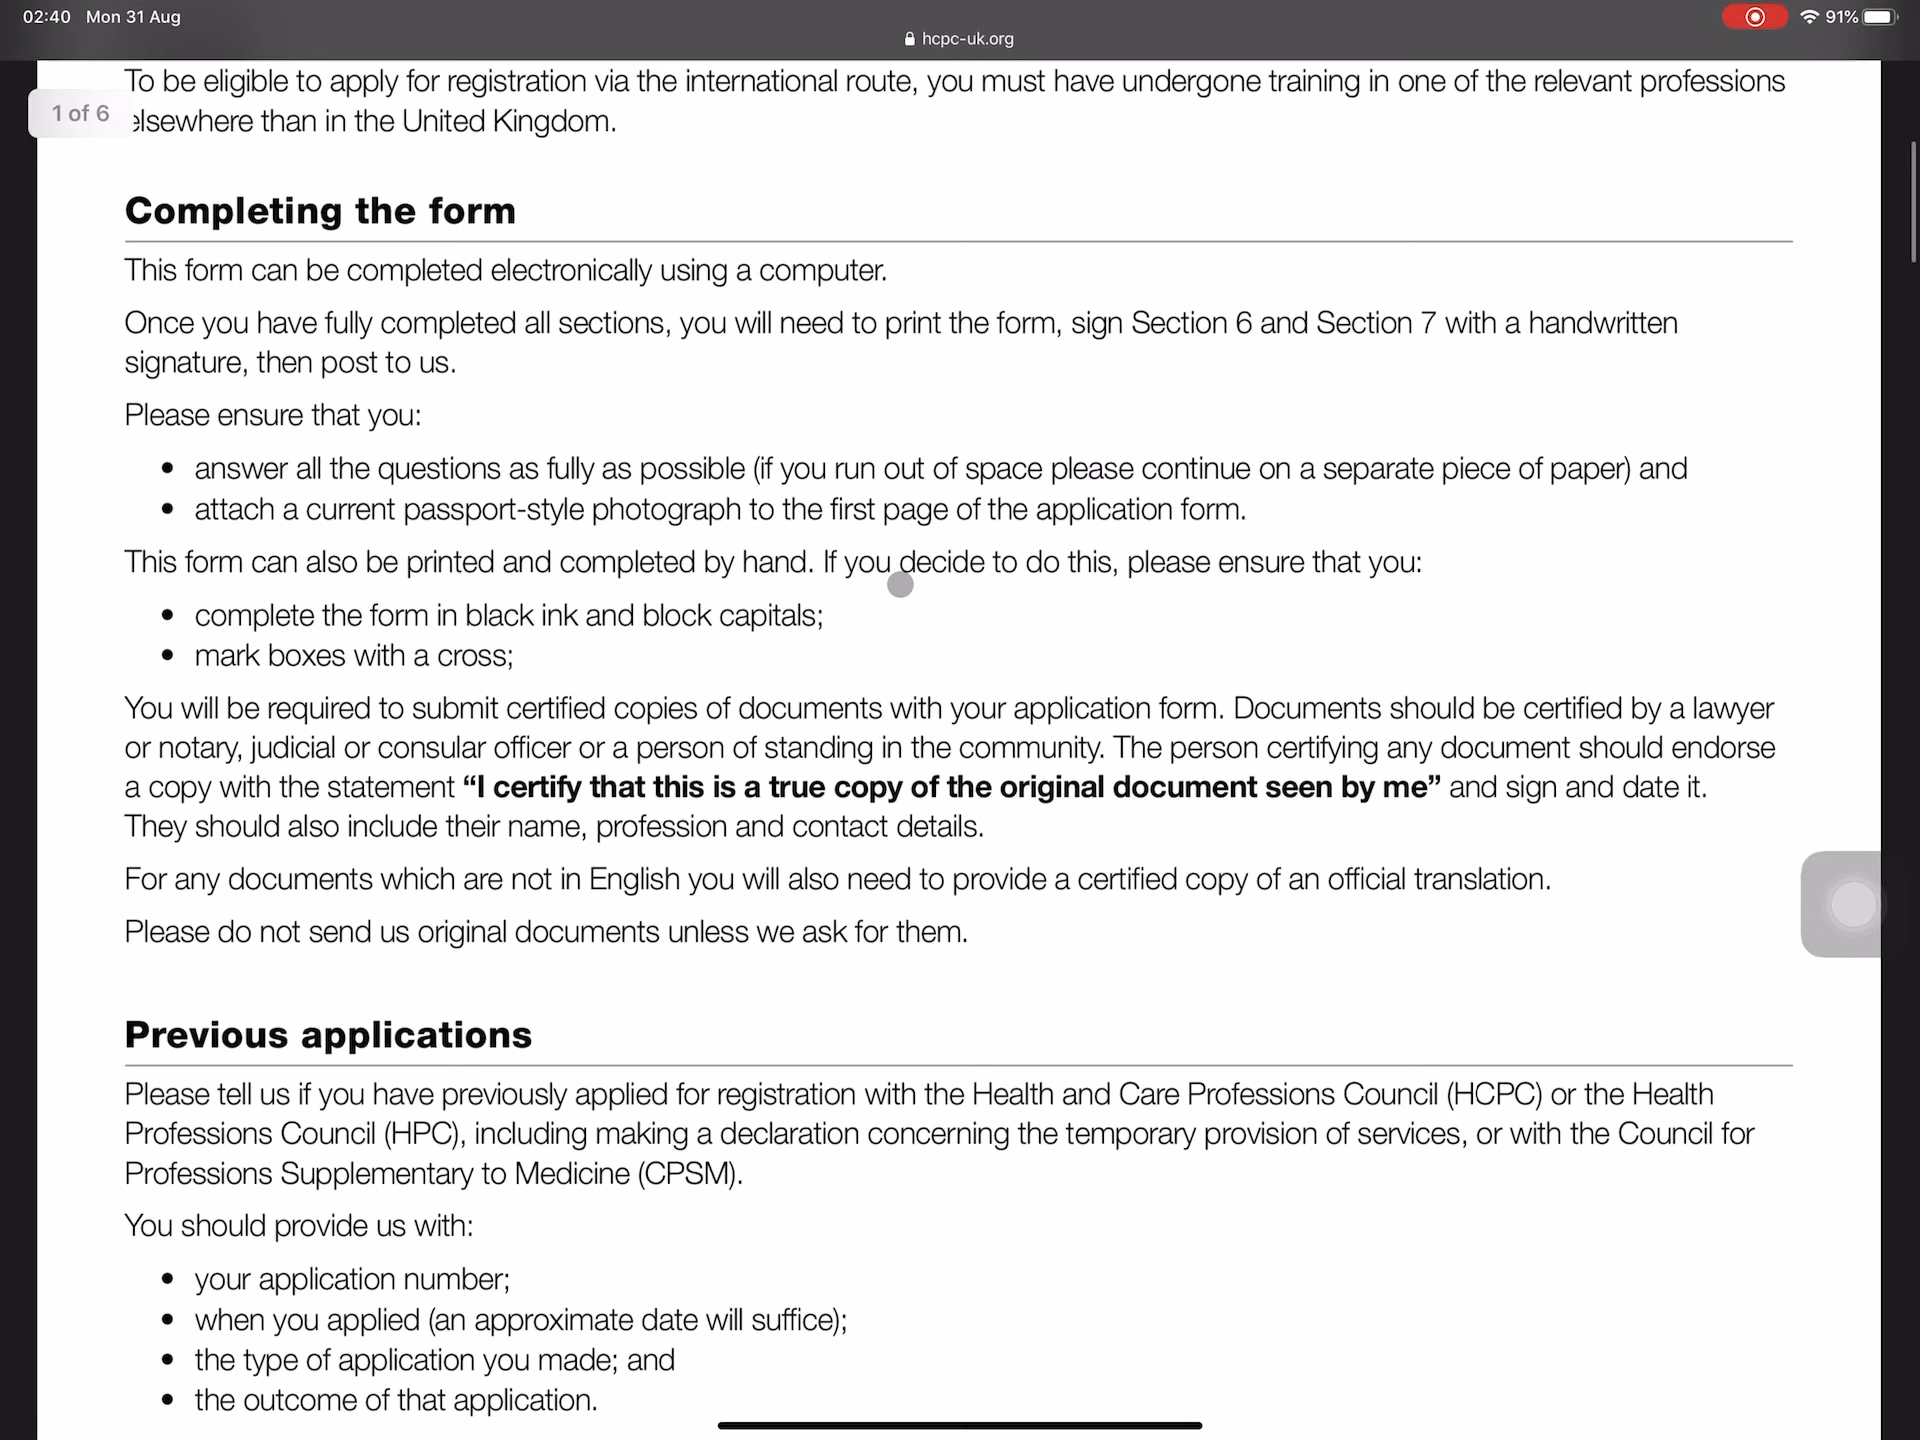 02:40 Mon 31 Aug
91%
hcpc-uk.org
To be eligible to apply for registration via the international route, you must have undergone training in one of the relevant professions
1 of 6
elsewhere than in the United Kingdom.
Completing the form
This form can be completed electronically using a computer.
Once you have fully completed all sections, you will need to print the form, sign Section 6 and Section 7 with a handwritten
signature, then post to us.
Please ensure that you:
• answer all the questions as fully as possible (if you run out of space please continue on a separate piece of paper) and
• attach a current passport-style photograph to the first page of the application form.
This form can also be printed and completed by hand. If you decide to do this, please ensure that you:
• complete the form in black ink and block capitals;
• mark boxes with a cross;
You will be required to submit certified copies of documents with your application form. Documents should be certified by a lawyer
or notary, judicial or consular officer or a person of standing in the community. The person certifying any document should endorse
a copy with the statement “I certify that this is a true copy of the original document seen by me” and sign and date it.
They should also include their name, profession and contact details.
For any documents which are not in English you will also need to provide a certified copy of an official translation.
Please do not send us original documents unless we ask for them.
Previous applications
Please tell us if you have previously applied for registration with the Health and Care Professions Council (HCPC) or the Health
Professions Council (HPC), including making a declaration concerning the temporary provision of services, or with the Council for
Professions Supplementary to Medicine (CPSM).
You should provide us with:
• your application number;
• when you applied (an approximate date will suffice);
• the type of application you made; and
• the outcome of that application.